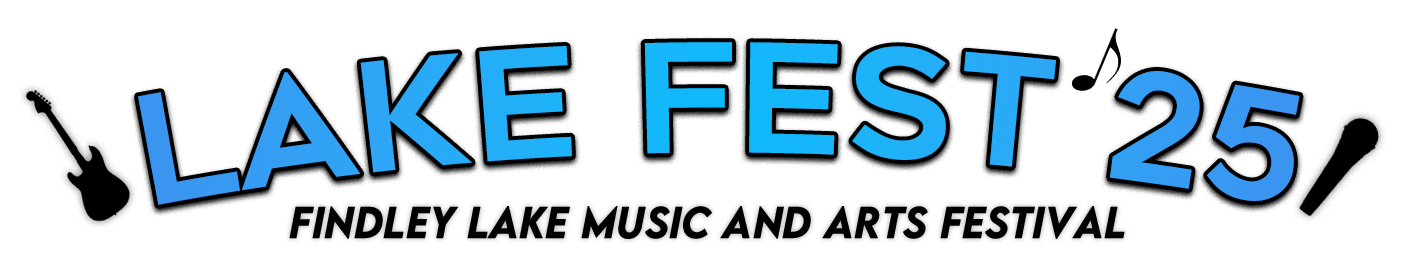 LAKE FEST 25
FINDLEY LAKE MUSIC AND ARTS FESTIVAL